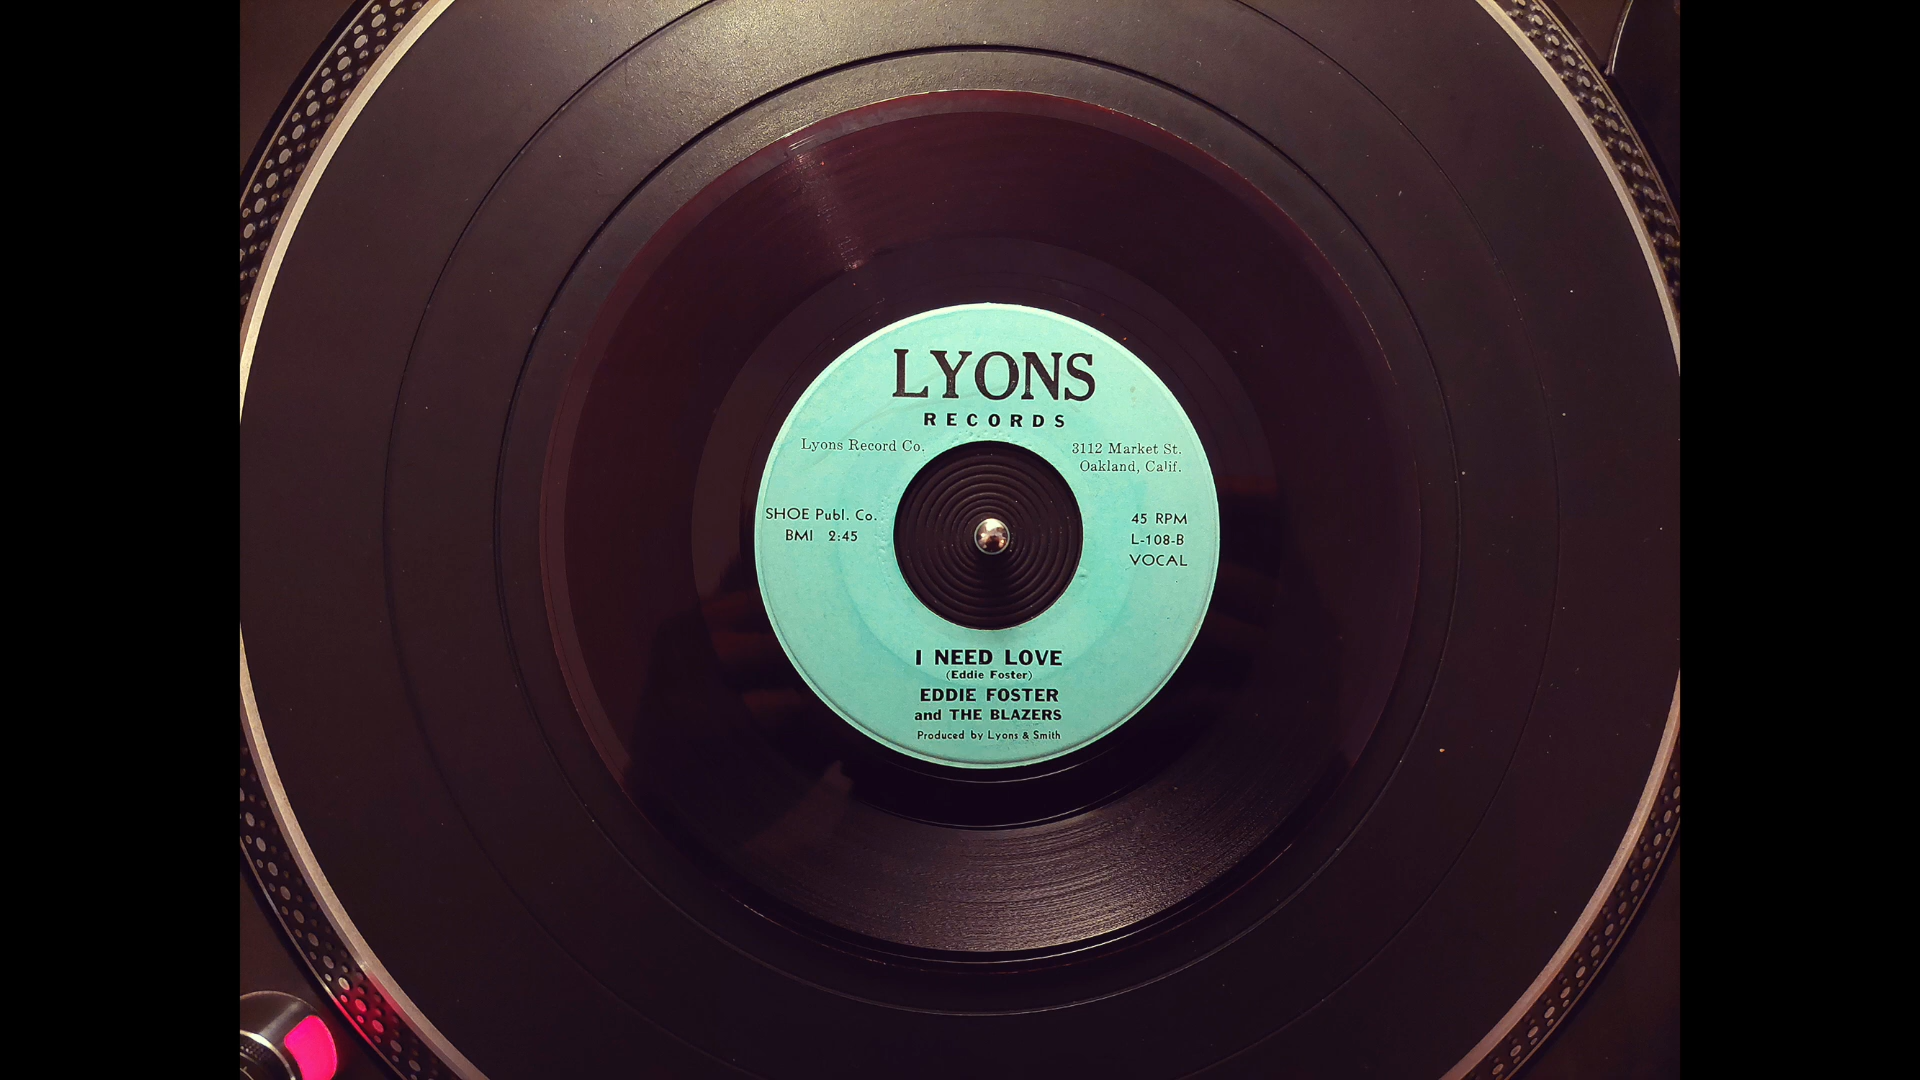 LYONS
RECORDS
Lyons Record Co.
3112 Market St.
Oakland, Calif.
SHOE Publ. Co.
BMI 2:45
45 RPM
L-108-B
VOCAL
I NEED LOVE
(Eddie Foster)
EDDIE FOSTER
and THE BLAZERS
Produced by Lyons & Smith